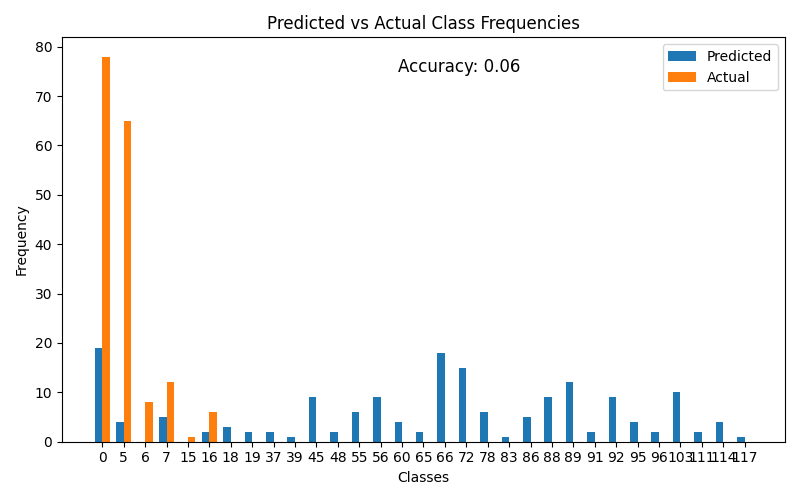 Predicted vs Actual Class Frequencies
Accuracy: 0.06
Predicted
Actual
Frequency
80
70
60
50
40
30
20
10
0
0 5 6 7 15 16 18 19 37 39 45 48 55 56 60 65 66 72 78 83 86 88 89 91 92 95 96 103 111 114 117
Classes